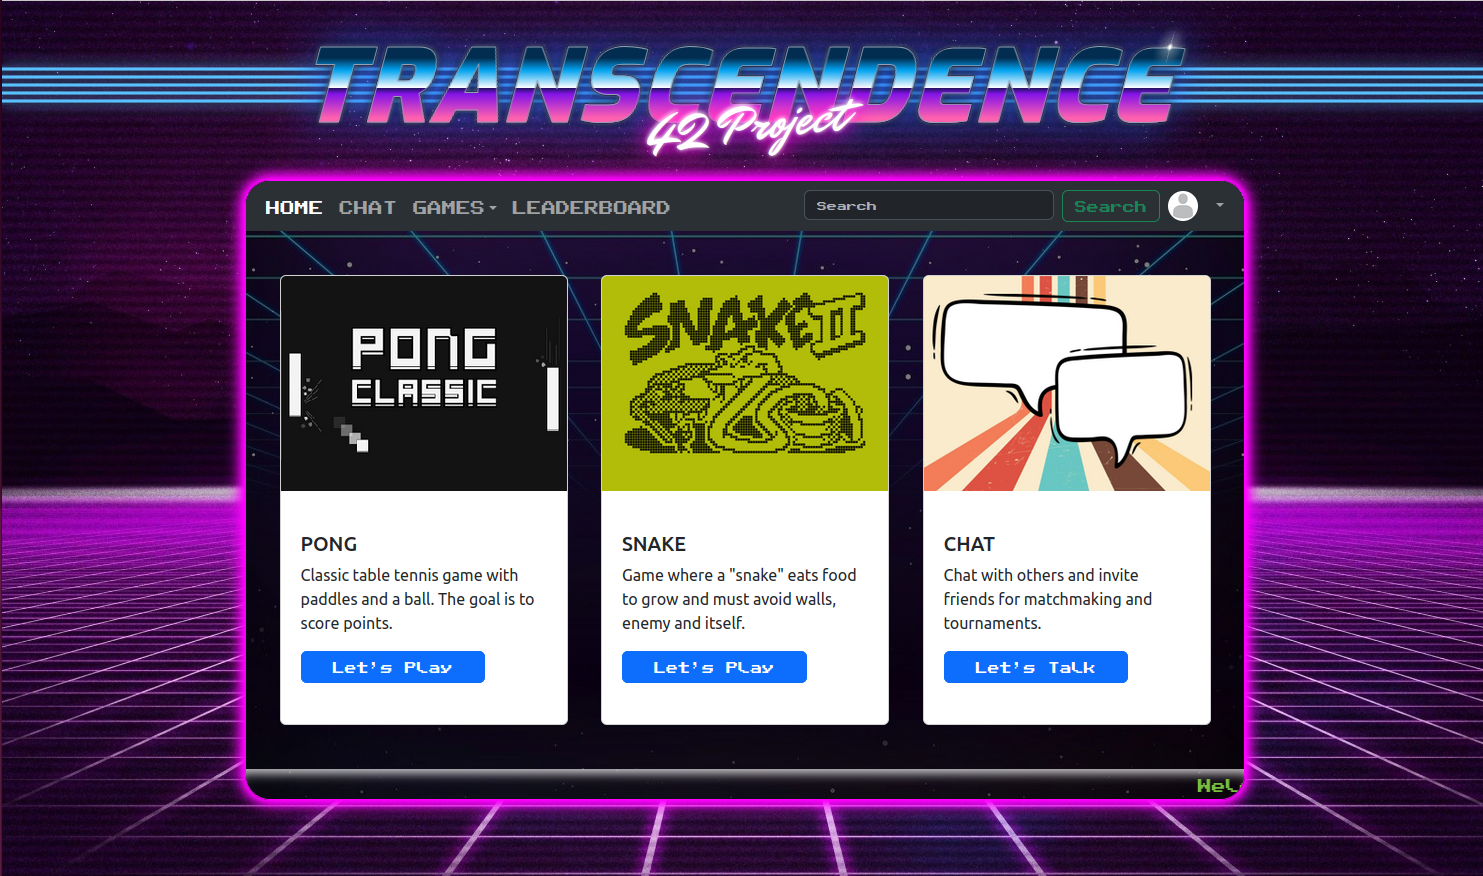 TRANSCENDENCE
42 Project
HOME CHAT GAMES LEADERBOARD Search Search
PONG
CLASSIC
SNAKE II
PONG
Classic table tennis game with
paddles and a ball. The goal is to
score points.
Let's Play
SNAKE
Game where a "snake" eats food
to grow and must avoid walls,
enemy and itself.
Let's Play
CHAT
Chat with others and invite
friends for matchmaking and
tournaments.
Let's Talk
Wel